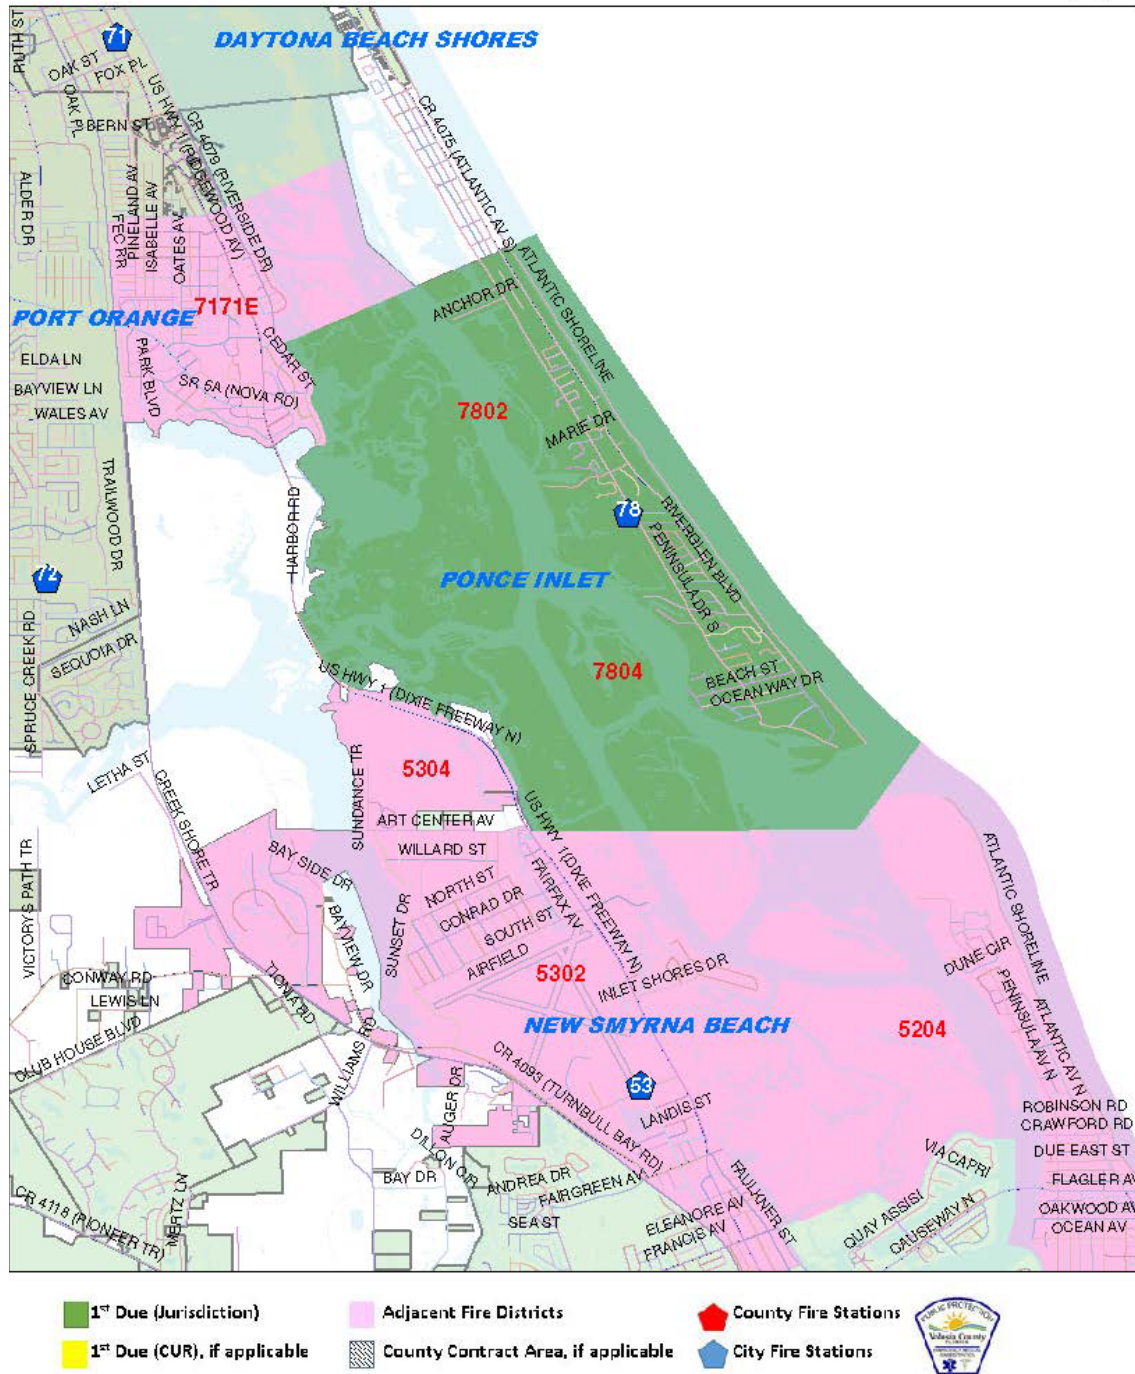 71
DAYTONA BEACH SHORES
RUTH ST
OAK ST
FOX PL
OAK PL
BERN ST
US HWY 1 (RIDGEWOOD AV)
CR 4079 (RIVERSIDE DR)
CR 4075 (ATLANTIC AV S)
ALDER DR
PINELAND AV
FEC RR
ISABELLE AV
OATES AV
ATLANTIC SHORELINE
ANCHOR DR
7171E
PORT ORANGE
CEDAR ST
ELDA LN
BAYVIEW LN
WALES AV
PARK BLVD
SR 5A (NOVA RD)
7802
MARIE DR
TRAILWOOD DR
HARBOR RD
78
RIVERGLEN BLVD
PENINSULA DR S
72
PONCE INLET
NASH LN
SEQUOIA DR
SPRUCE CREEK RD
7804
BEACH ST
OCEAN WAY DR
US HWY 1 (DIXIE FREEWAY N)
LETHA ST
CREEK SHORE TR
SUNDANCE TR
5304
ART CENTER AV
WILLARD ST
US HWY 1(DIXIE FREEWAY N)
VICTORY'S PATH TR
BAY SIDE DR
NORTH ST
CONRAD DR
SOUTH ST
AIRFIELD
FAIRFAX AV
SUNSET DR
BAYVIEW DR
5302
INLET SHORES DR
ATLANTIC SHORELINE
DUNE CIR
PENINSULA AV N
ATLANTIC AV N
CONWAY RD
LEWIS LN
CLUB HOUSE BLVD
TIONIA RD
WILLIAMS RD
NEW SMYRNA BEACH
5204
CR 4093 (TURNBULL BAY RD)
53
LANDIS ST
AUGER DR
DILLON CIR
BAY DR
ANDREA DR
FAIRGREEN AV
SEA ST
ELEANORE AV
FRANCIS AV
FAULKNER ST
VIA CAPRI
QUAY ASSISI
CAUSEWAY N
ROBINSON RD
CRAWFORD RD
DUE EAST ST
FLAGLER AV
OAKWOOD AV
OCEAN AV
CR 4118 (PIONEER TR)
MERTZ LN
1st Due (Jurisdiction)
Adjacent Fire Districts
County Fire Stations
1st Due (CUR), if applicable
County Contract Area, if applicable
City Fire Stations
PUBLIC PROTECTION
Volusia County
FLORIDA